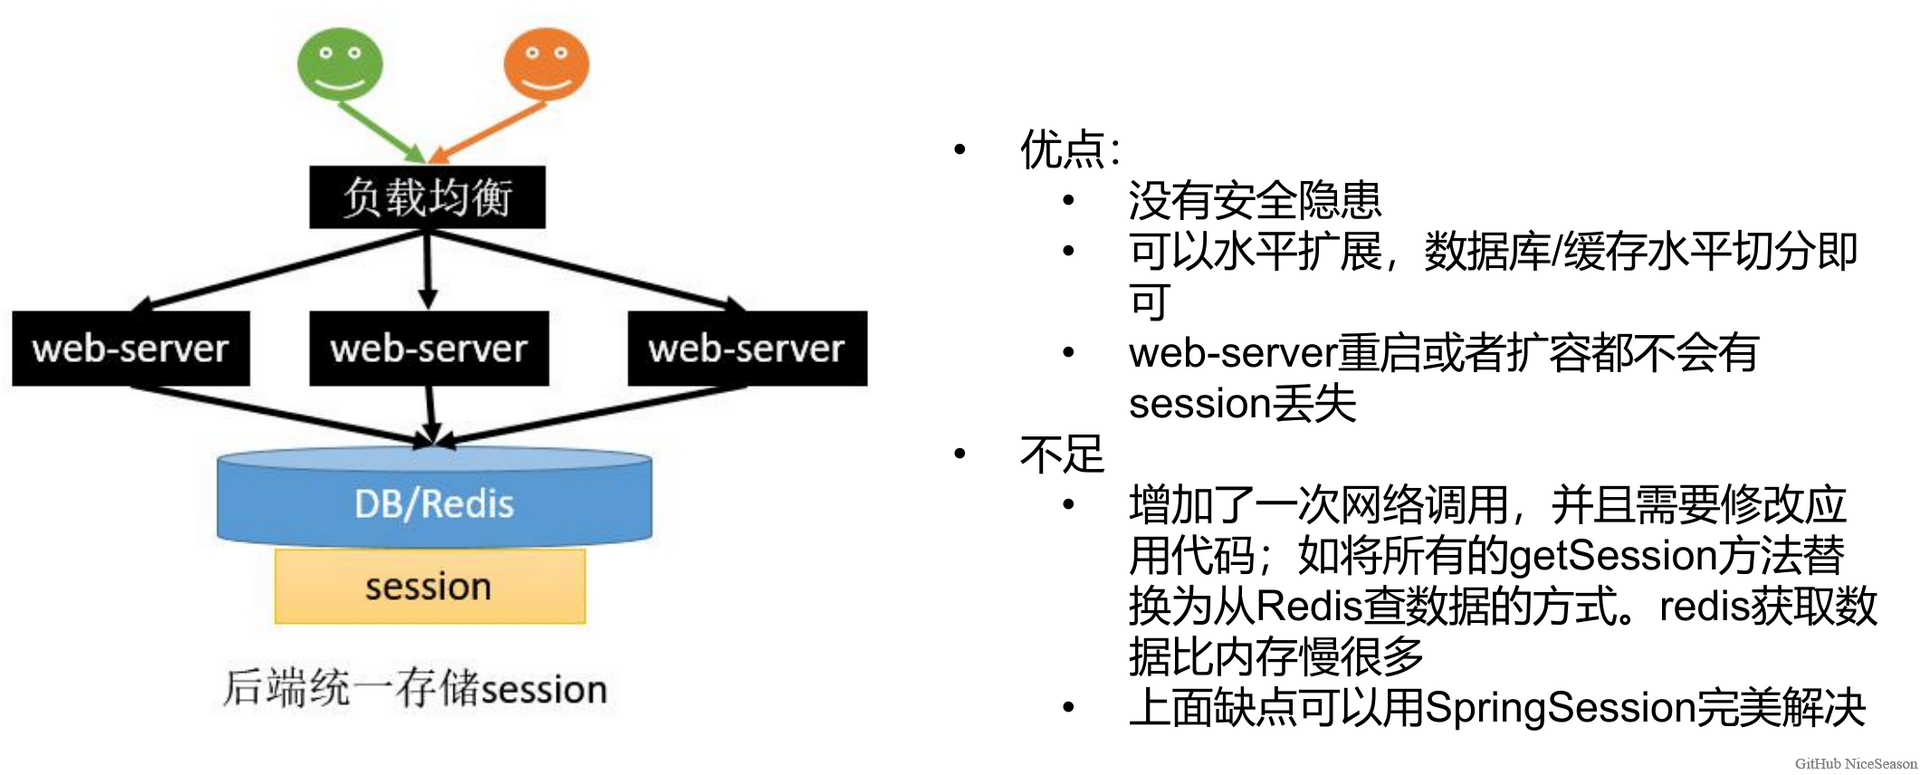 负载均衡
web-server
web-server
web-server
DB/Redis
session
后端统一存储session
• 优点：
• 没有安全隐患
• 可以水平扩展，数据库/缓存水平切分即
可
• web-server重启或者扩容都不会有
session丢失
• 不足
• 增加了一次网络调用，并且需要修改应
用代码；如将所有的getSession方法替
换为从Redis查数据的方式。redis获取数
据比内存慢很多
• 上面缺点可以用SpringSession完美解决
GitHub NiceSeason